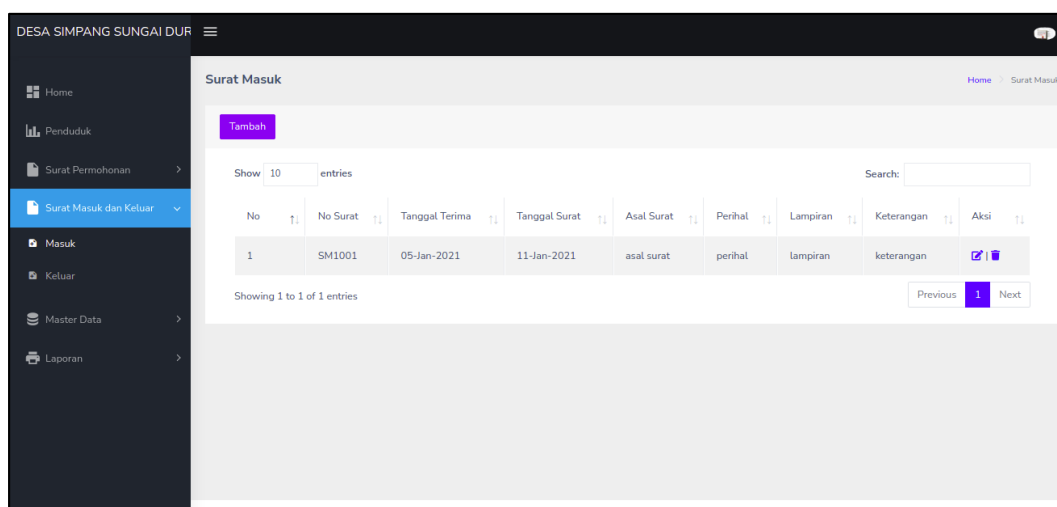 DESA SIMPANG SUNGAI DUR
Home
Penduduk
Surat Permohonan
Surat Masuk dan Keluar
Masuk
Keluar
Master Data
Laporan
Surat Masuk
Home > Surat Masuk
Tambah
Show 10 entries
Search:
No No Surat Tanggal Terima Tanggal Surat Asal Surat Perihal Lampiran Keterangan Aksi
1 SM1001 05-Jan-2021 11-Jan-2021 asal surat perihal lampiran keterangan |
Showing 1 to 1 of 1 entries
Previous 1 Next